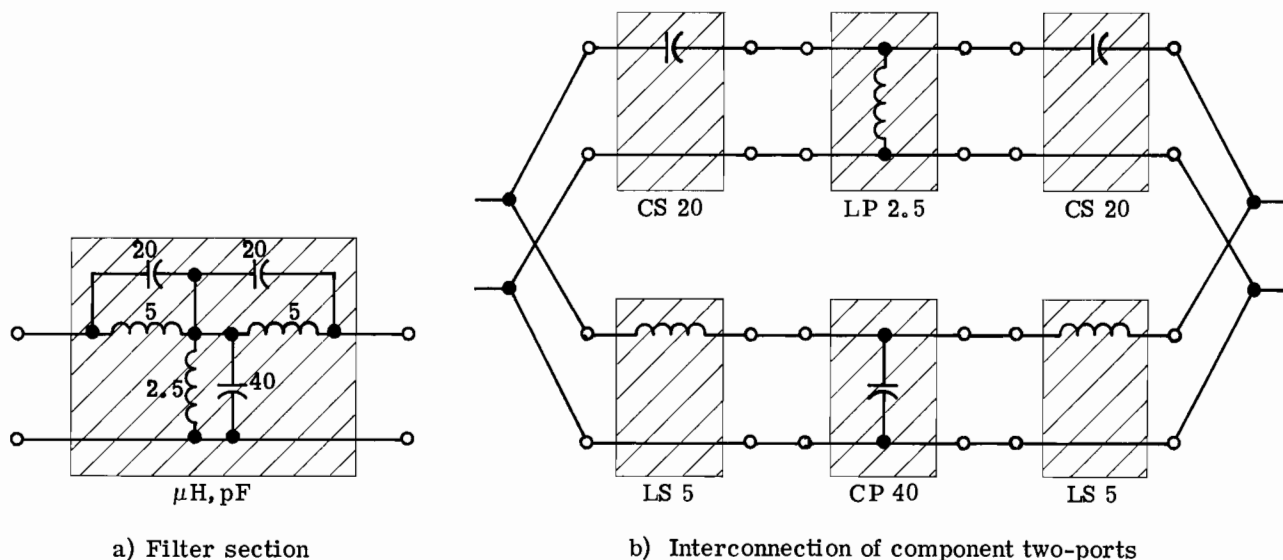 20 20
5 5
2.5 40
μH, pF
a) Filter section
CS 20 LP 2.5 CS 20
LS 5 CP 40 LS 5
b) Interconnection of component two-ports